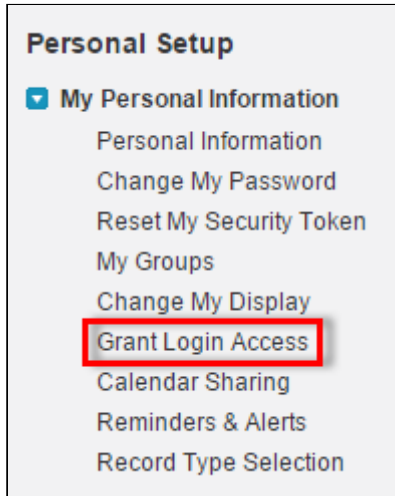 Personal Setup
My Personal Information
Personal Information
Change My Password
Reset My Security Token
My Groups
Change My Display
Grant Login Access
Calendar Sharing
Reminders & Alerts
Record Type Selection